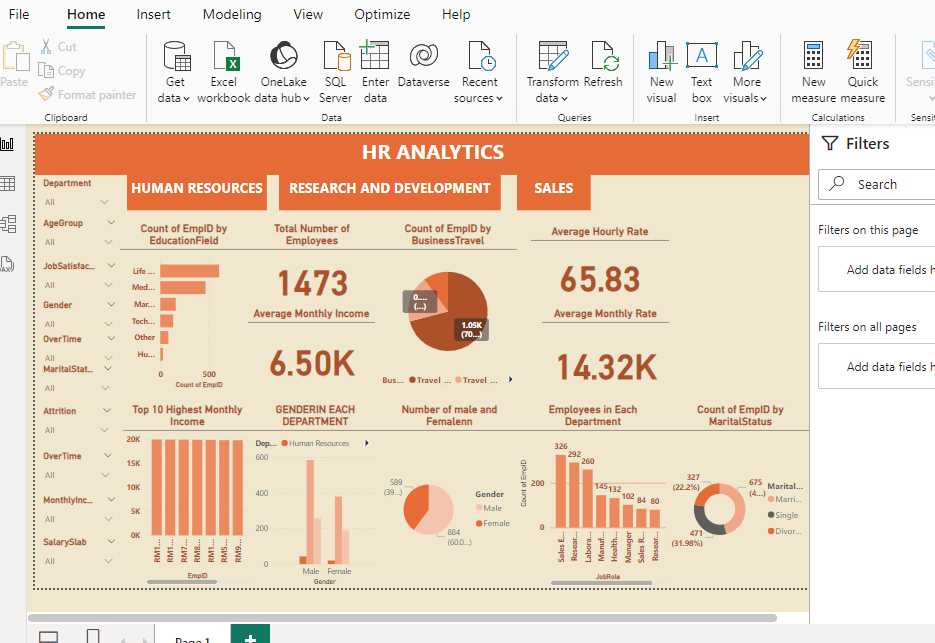 File Home Insert Modeling View Optimize Help
Paste
Cut
Copy
Format painter
Clipboard
Get data
Excel workbook
OneLake data hub
SQL Server
Enter data
Dataverse
Recent sources
Data
Transform data
Refresh
Queries
New visual
Text box
More visuals
Insert
New measure
Quick measure
Calculations
Sensiti
Sensit
HR ANALYTICS
HUMAN RESOURCES
RESEARCH AND DEVELOPMENT
SALES
Department
All
AgeGroup
All
JobSatisfac...
All
Gender
All
OverTime
All
MaritalStat...
All
Attrition
All
OverTime
All
MonthlyInc...
All
SalarySlab
All
Count of EmpID by
EducationField
Life ...
Med...
Mar...
Tech...
Other
Hu...
0 500
Count of EmpID
Total Number of
Employees
1473
Average Monthly Income
6.50K
Count of EmpID by
BusinessTravel
0....
(...)
1.05K
(70...)
Bus... Travel ... Travel ...
Average Hourly Rate
65.83
Average Monthly Rate
14.32K
Top 10 Highest Monthly
Income
20K
15K
10K
5K
0K
RM1... RM1... RM7... RM8... RM1... RM5... RM9...
EmpID
GENDERIN EACH
DEPARTMENT
Dep... Human Resources
600
400
200
0
Male Female
Gender
Number of male and
Femalenn
589
(39...)
884
(60.0...)
Gender
Male
Female
Employees in Each
Department
Count of EmpID
200
0
326 292 260 145 132 102 84 80
Sales E... Resear... Labora... Manuf... Health... Manager Sales R... Resear...
JobRole
Count of EmpID by
MaritalStatus
327
(22.2%)
675
(4...)
471
(31.98%)
Marital...
Marri...
Single
Divor...
Filters
Search
Filters on this page
Add data fields h
Filters on all pages
Add data fields h
Page 1